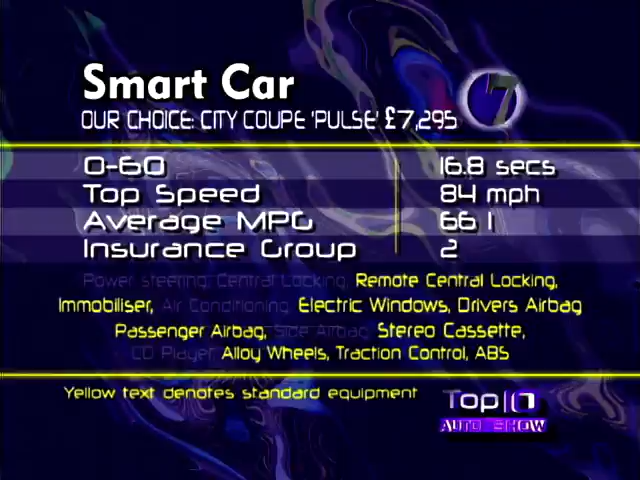 Smart Car
OUR CHOICE: CITY COUPE 'PULSE' £7,295
7
0-60 16.8 secs
Top Speed 84 mph
Average MPG 66 1
Insurance Group 2
Power steering, Central Locking, Remote Central Locking,
Immobiliser, Air Conditioning, Electric Windows, Drivers Airbag
Passenger Airbag, Side Airbag, Stereo Cassette,
CD Player, Alloy Wheels, Traction Control, ABS
Yellow text denotes standard equipment
Top
AUTO SHOW